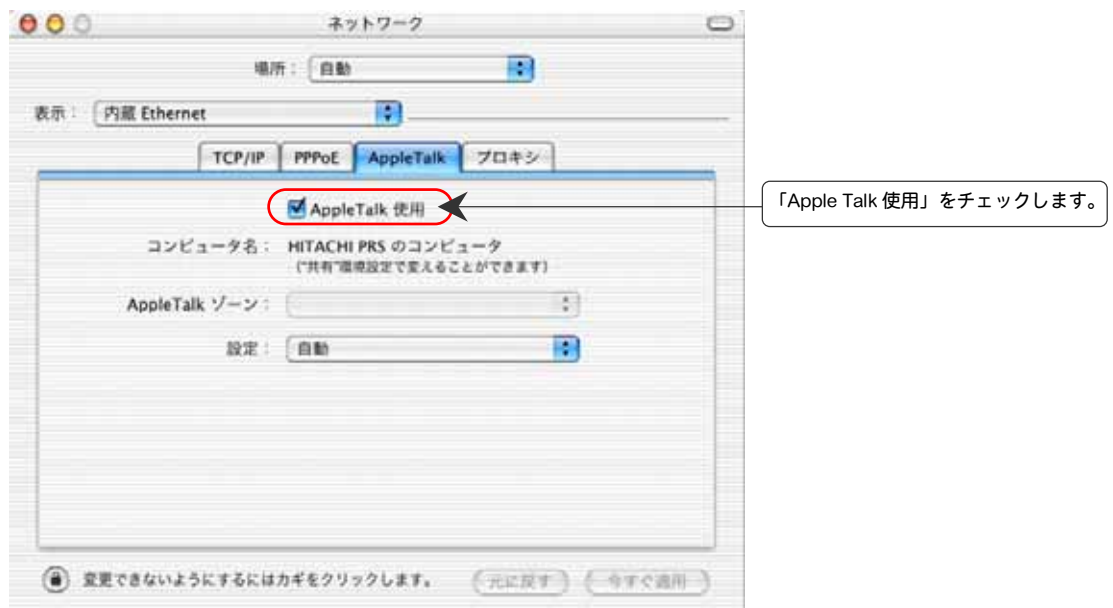 ネットワーク
場所： 自動
表示： 内蔵 Ethernet
TCP/IP PPPoE AppleTalk プロキシ
AppleTalk 使用
「Apple Talk 使用」をチェックします。
コンピュータ名： HITACHI PRS のコンピュータ
（"共有"環境設定で変えることができます）
AppleTalk ゾーン：
設定： 自動
変更できないようにするにはカギをクリックします。 元に戻す 今すぐ適用